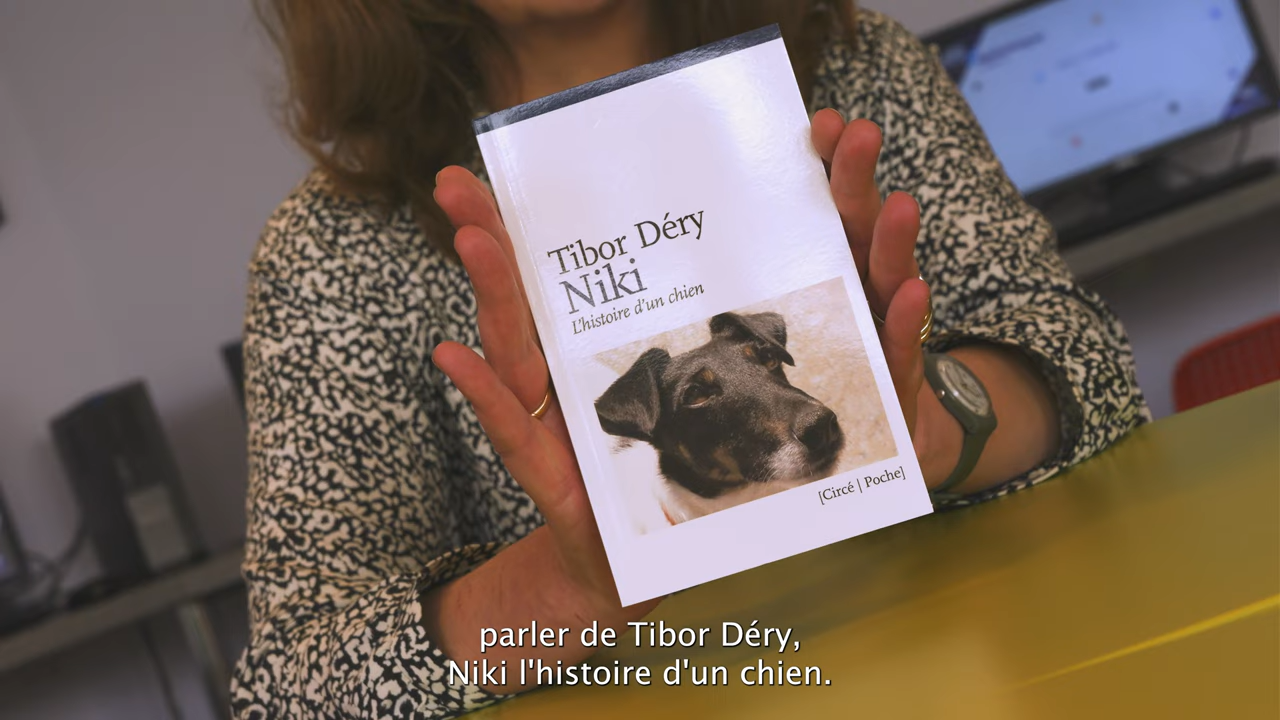 Tibor Déry
Niki
L'histoire d'un chien
[Circé | Poche]
parler de Tibor Déry,
Niki l'histoire d'un chien.